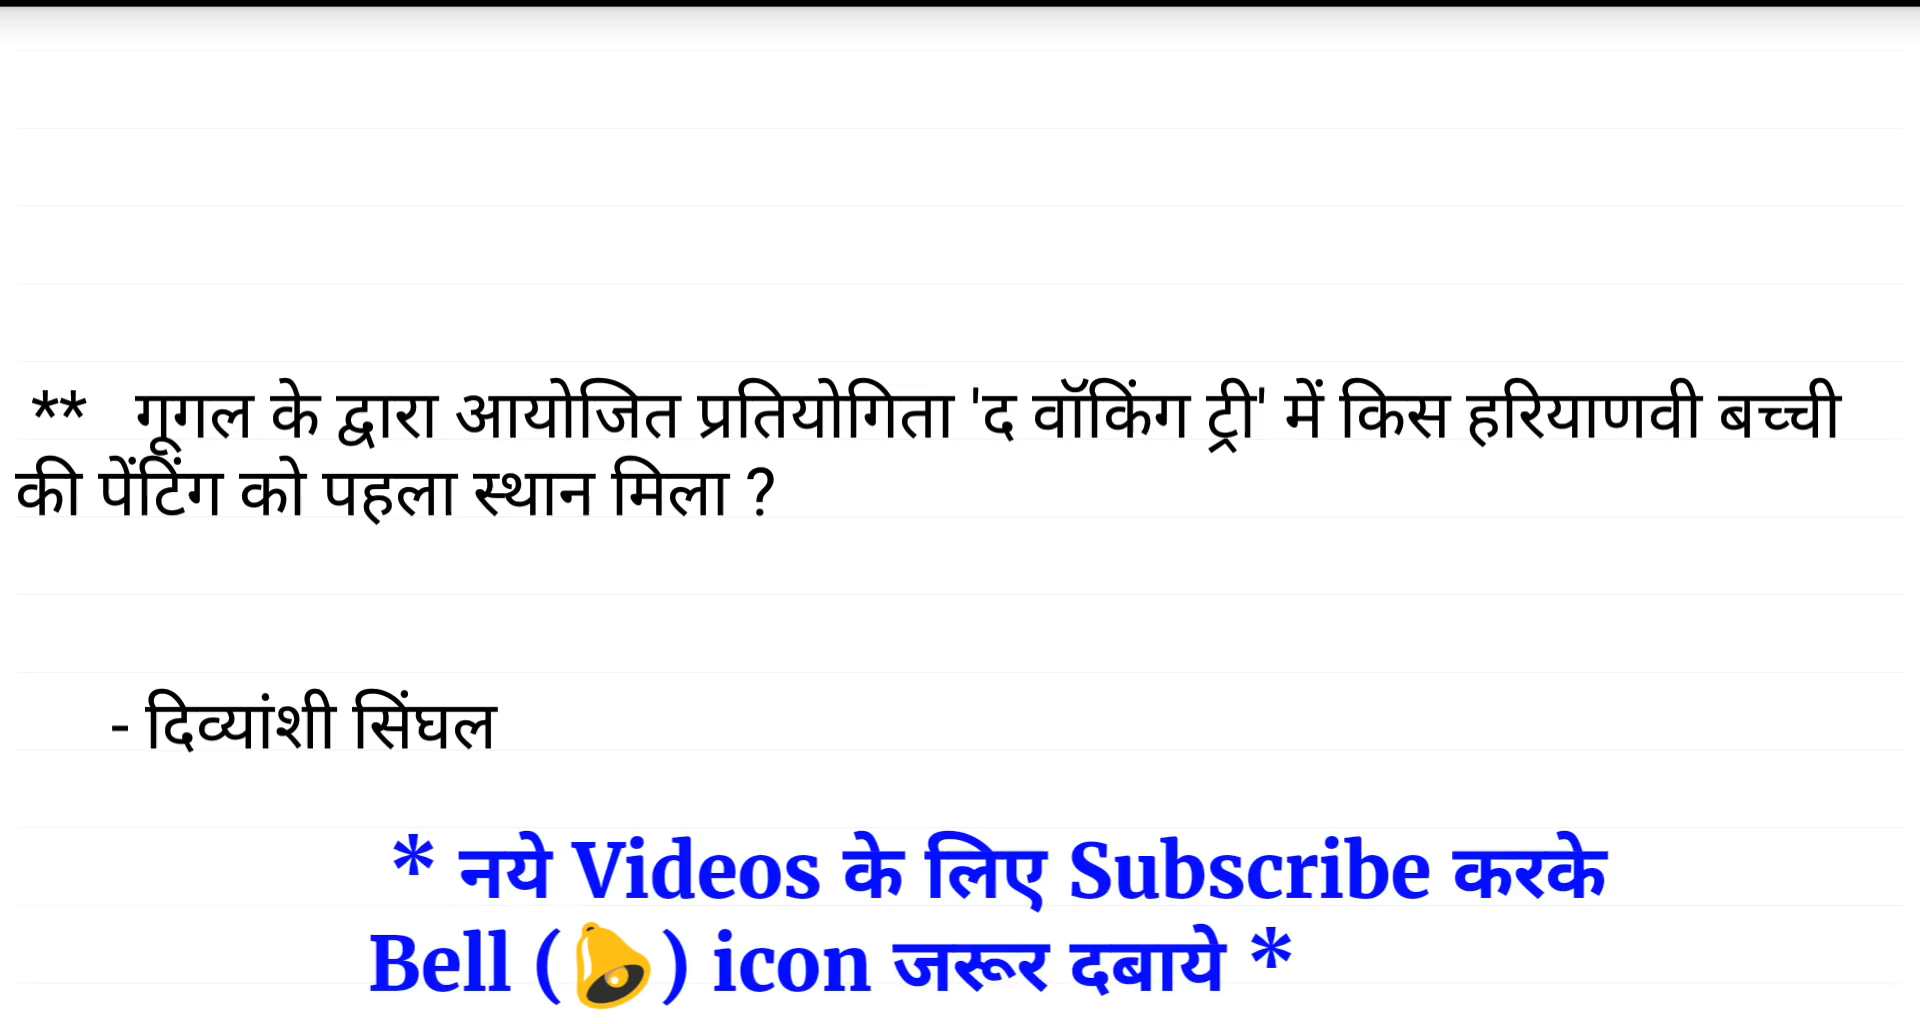 ** गूगल के द्वारा आयोजित प्रतियोगिता 'द वॉकिंग ट्री' में किस हरियाणवी बच्ची
की पेंटिंग को पहला स्थान मिला ?
- दिव्यांशी सिंघल
* नये Videos के लिए Subscribe करके
Bell (🔔) icon जरूर दबाये *